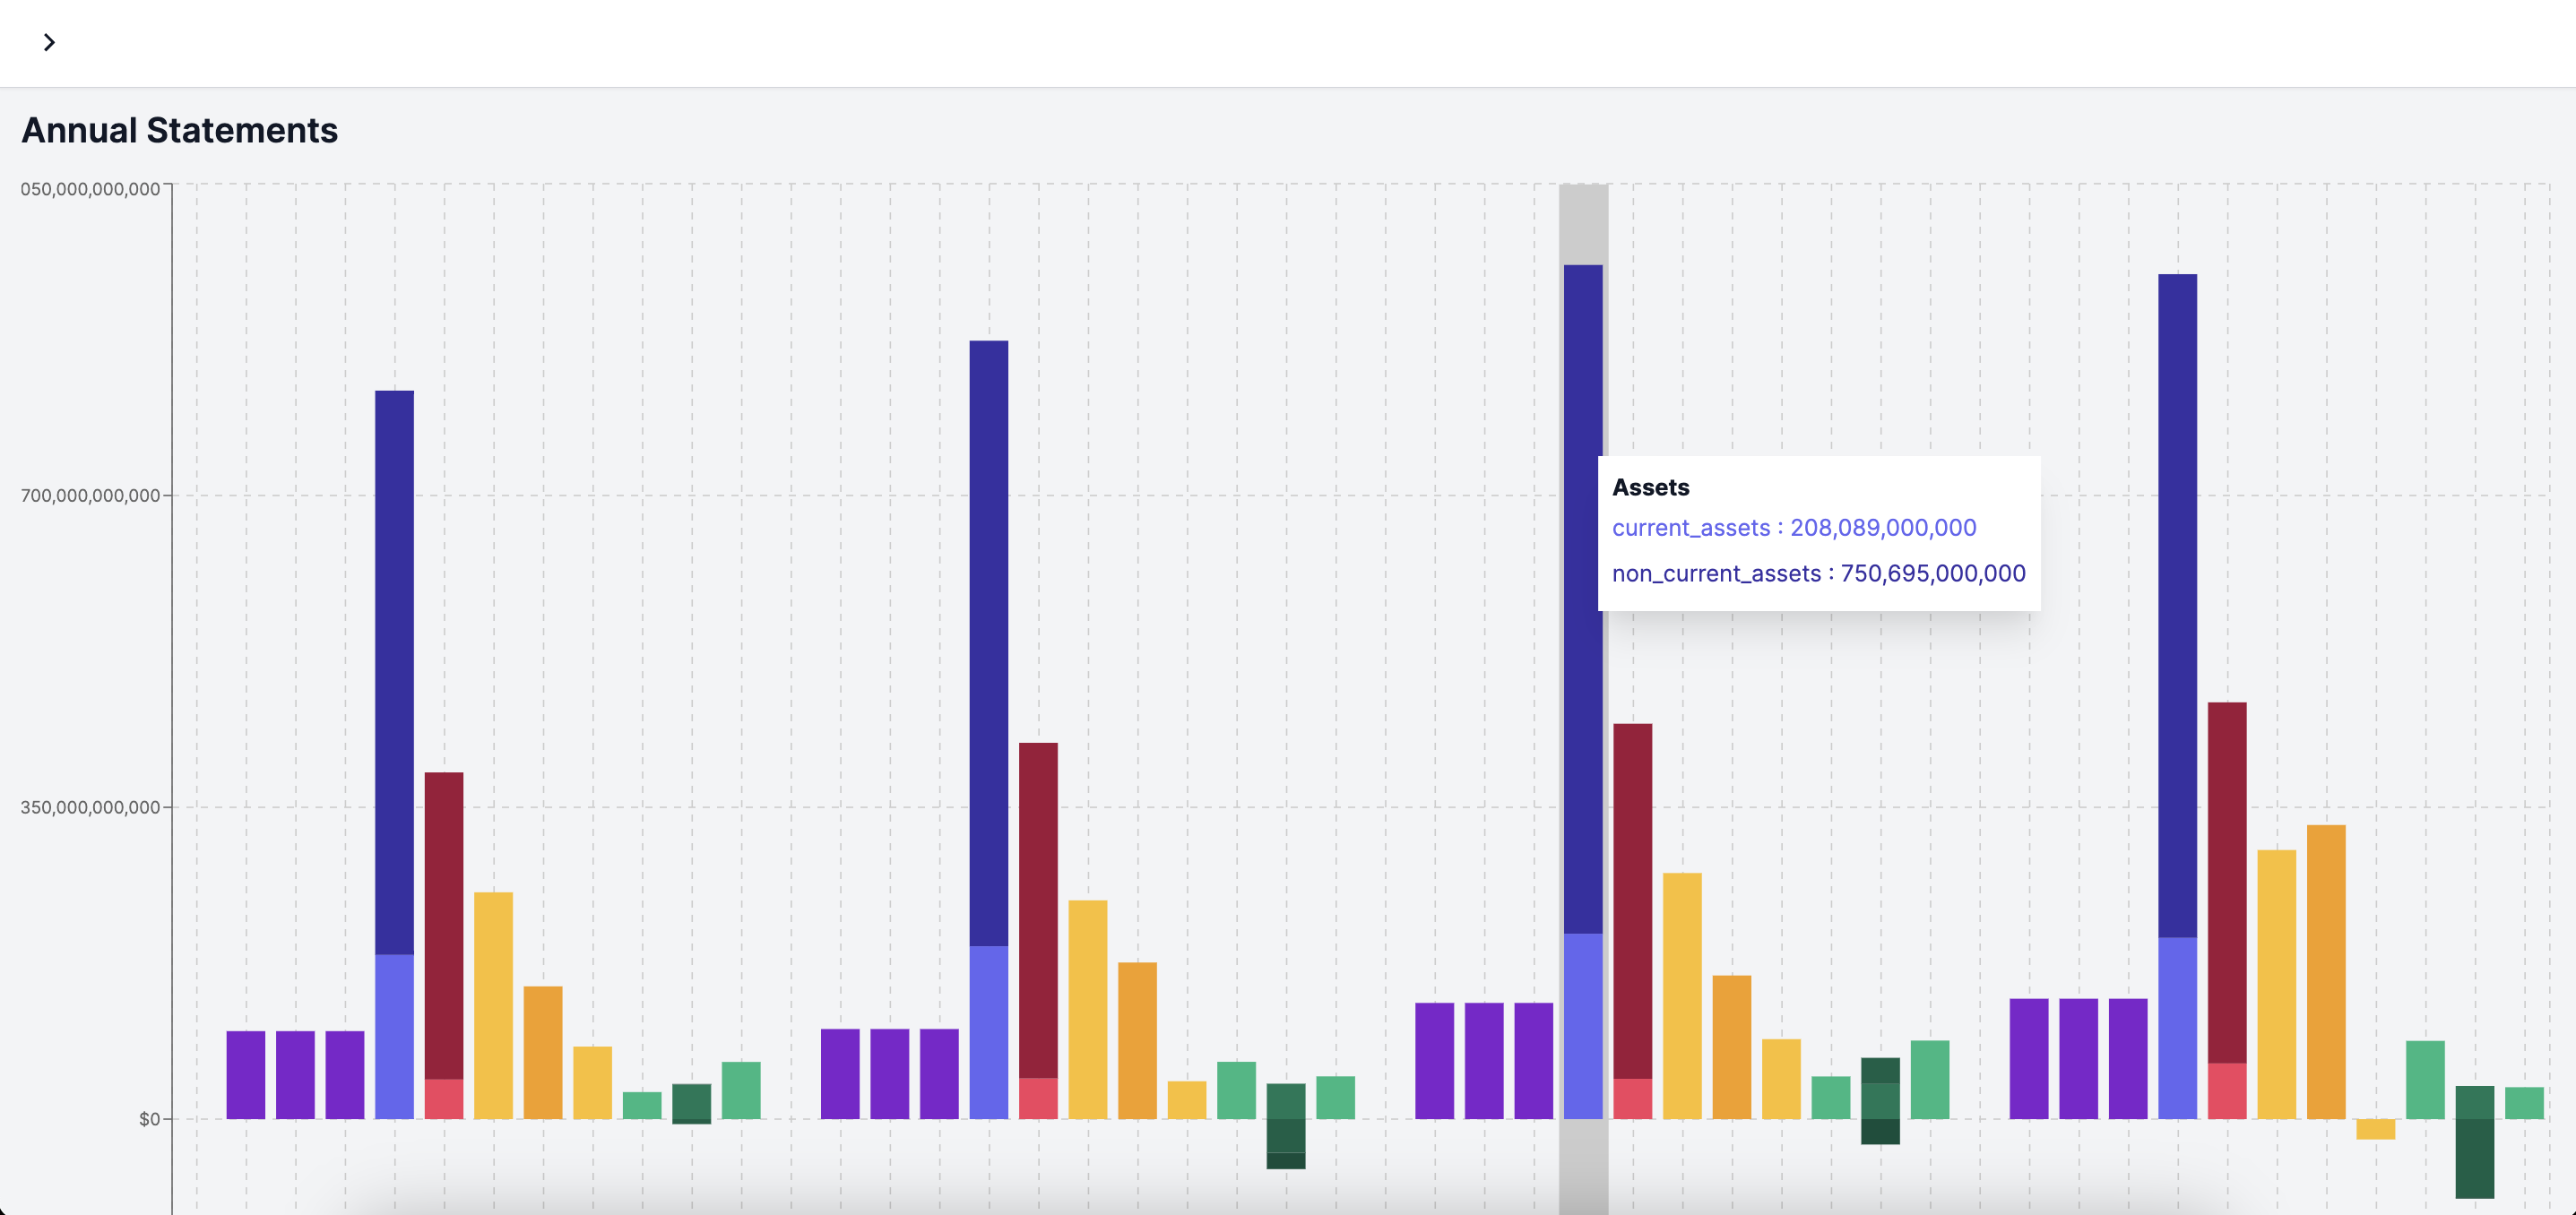 Annual Statements
050,000,000,000
700,000,000,000
Assets
current_assets : 208,089,000,000
non_current_assets : 750,695,000,000
350,000,000,000
$0